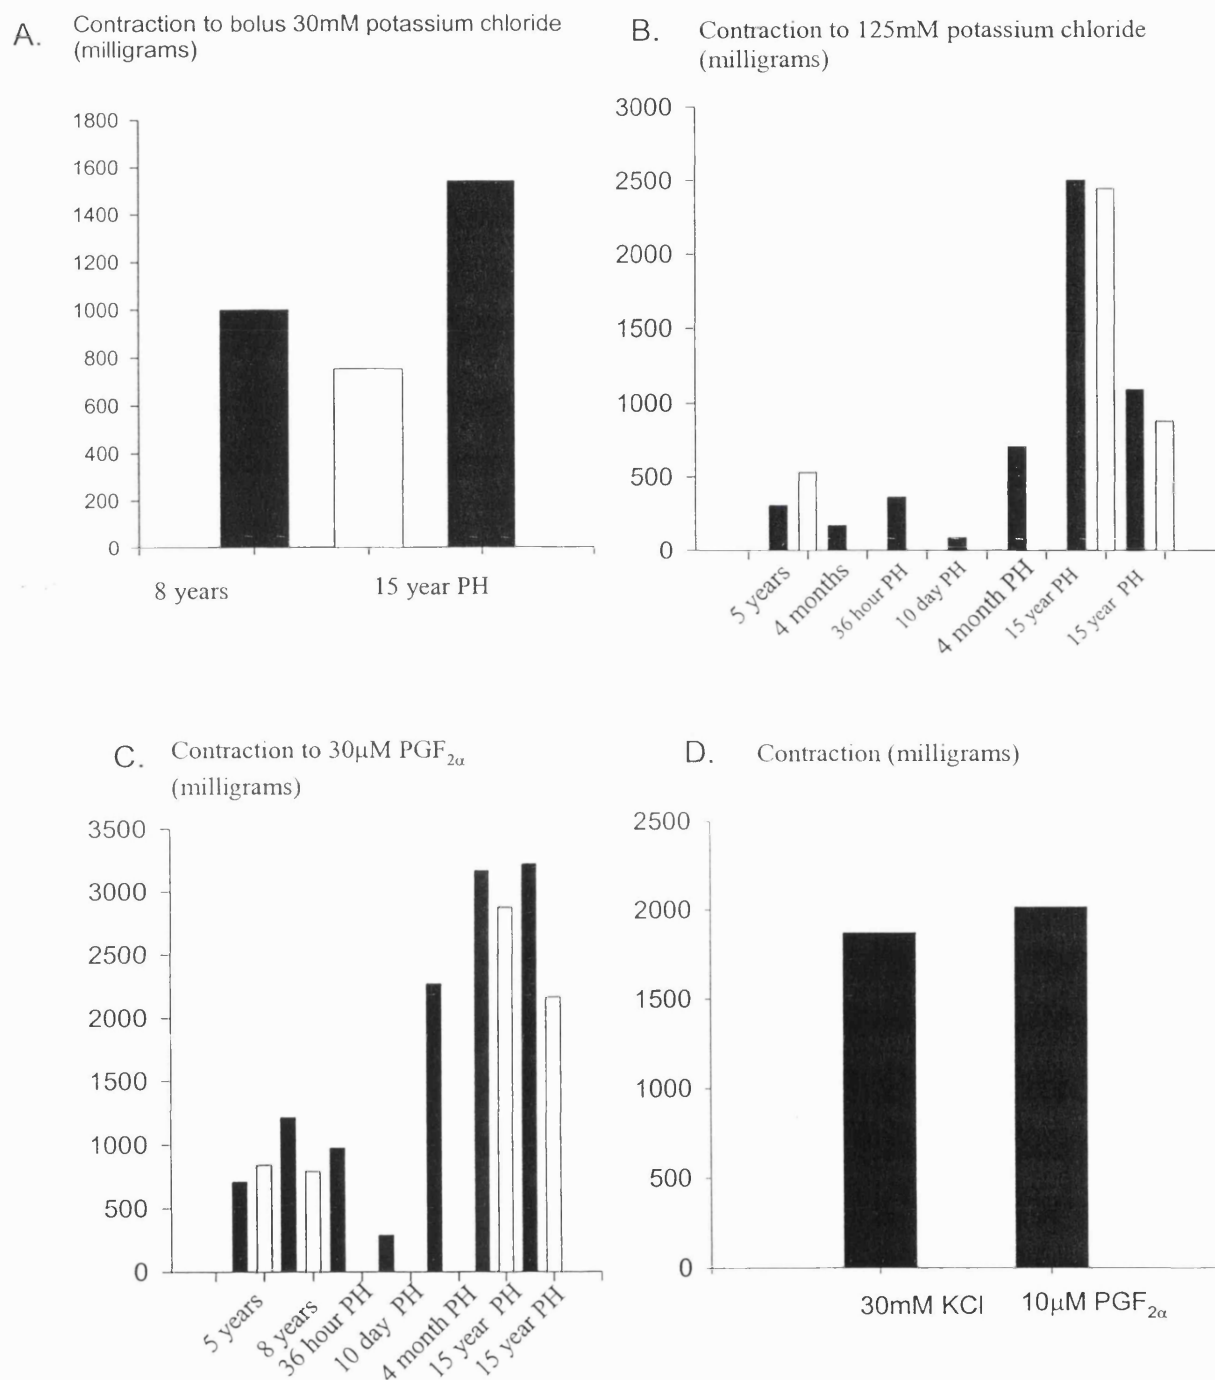 A. Contraction to bolus 30mM potassium chloride
(milligrams)
1800
1600
1400
1200
1000
800
600
400
200
0
8 years
15 year PH
B. Contraction to 125mM potassium chloride
(milligrams)
3000
2500
2000
1500
1000
500
0
5 years
4 months
36 hour PH
10 day PH
4 month PH
15 year PH
15 year PH
C. Contraction to 30μM PGF2α
(milligrams)
3500
3000
2500
2000
1500
1000
500
0
5 years
8 years
36 hour PH
10 day PH
4 month PH
15 year PH
15 year PH
D. Contraction (milligrams)
2500
2000
1500
1000
500
0
30mM KCl
10μM PGF2α